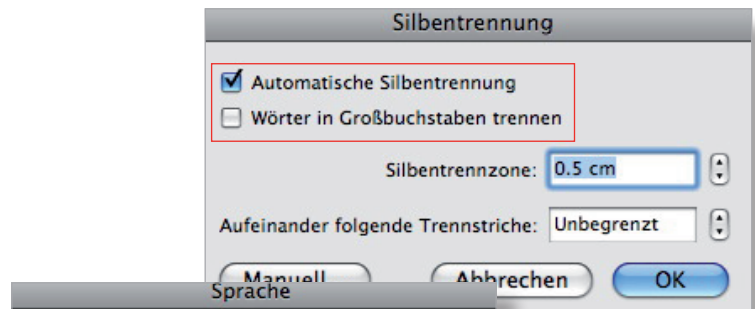 Silbentrennung
Automatische Silbentrennung
Wörter in Großbuchstaben trennen
Silbentrennzone: 0.5 cm
Aufeinander folgende Trennstriche: Unbegrenzt
Manuell... Abbrechen OK
Sprache